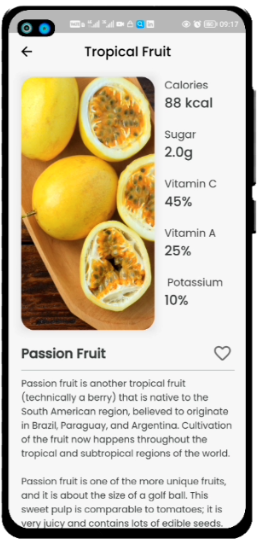 09:17
Tropical Fruit
Calories
88 kcal
Sugar
2.0g
Vitamin C
45%
Vitamin A
25%
Potassium
10%
Passion Fruit
Passion fruit is another tropical fruit
(technically a berry) that is native to the
South American region, believed to originate
in Brazil, Paraguay, and Argentina. Cultivation
of the fruit now happens throughout the
tropical and subtropical regions of the world.
Passion fruit is one of the more unique fruits,
and it is about the size of a golf ball. This
sweet pulp is comparable to tomatoes; it is
very juicy and contains lots of edible seeds.